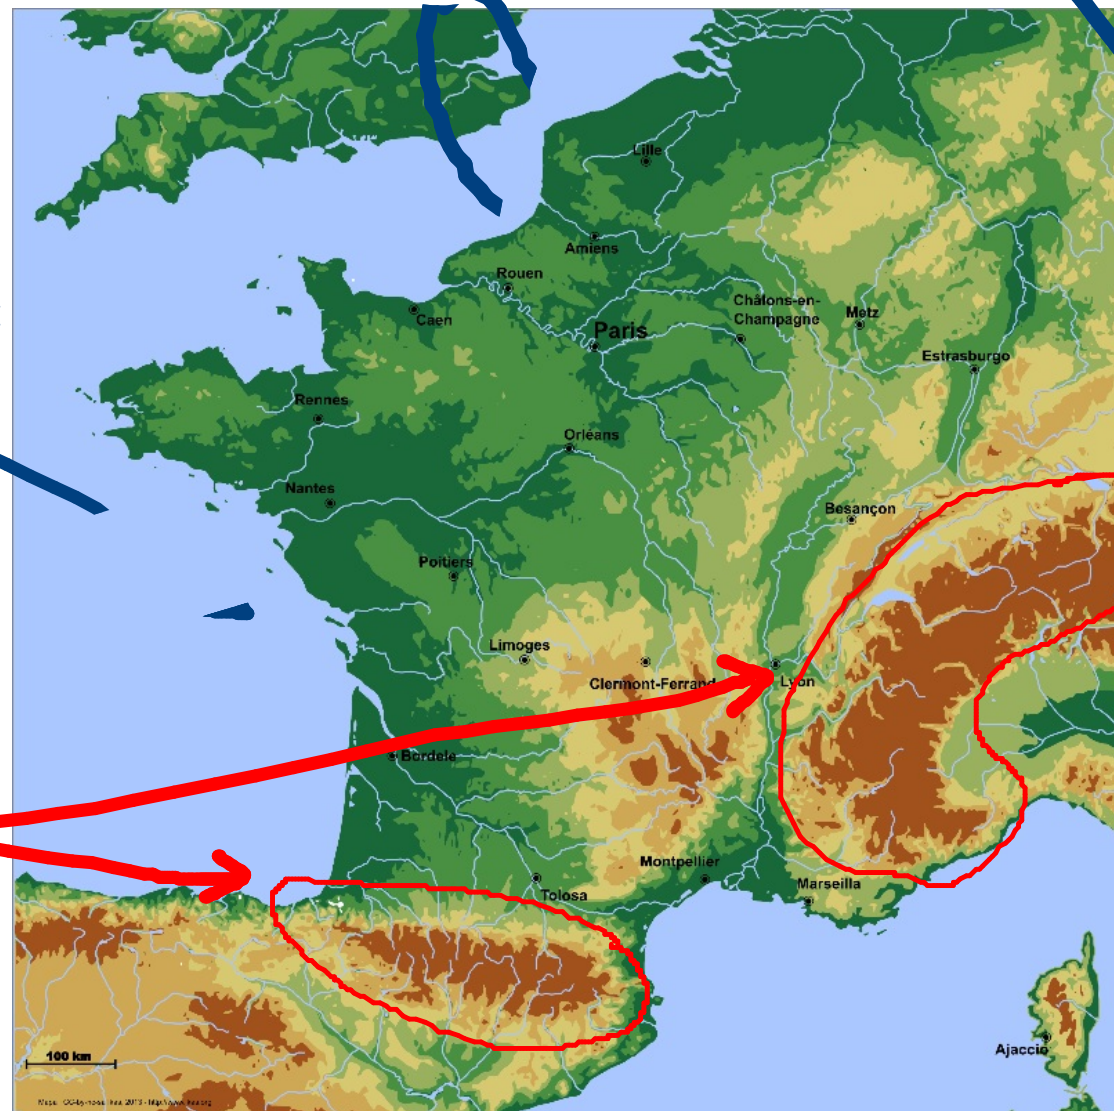 Lille
Amiens
Rouen
Caen
Châlons-en-
Champagne
Metz
Paris
Estrasburgo
Rennes
Orléans
Nantes
Besançon
Poitiers
Limoges
Clermont-Ferrand
Lyon
Bordele
Montpellier
Tolosa
Marseilla
Ajaccio
100 km